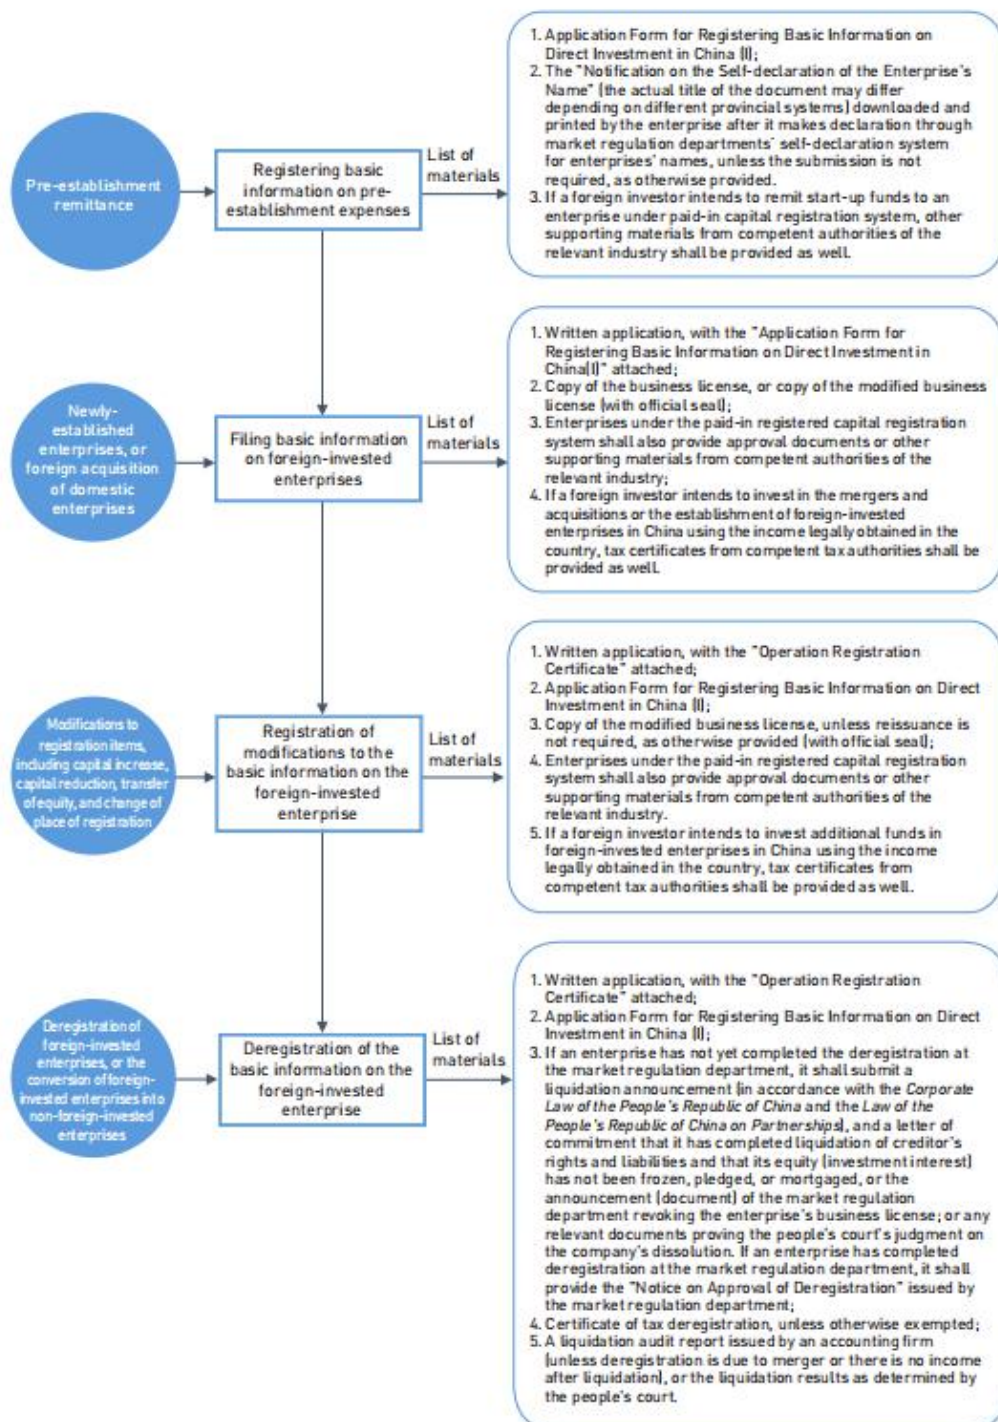 Pre-establishment
remittance
Registering basic
information on pre-
establishment expenses
List of
materials
1. Application Form for Registering Basic Information on
Direct Investment in China (I);
2. The "Notification on the Self-declaration of the Enterprise's
Name" (the actual title of the document may differ
depending on different provincial systems) downloaded and
printed by the enterprise after it makes declaration through
market regulation departments' self-declaration system
for enterprises' names, unless the submission is not
required, as otherwise provided.
3. If a foreign investor intends to remit start-up funds to an
enterprise under paid-in capital registration system, other
supporting materials from competent authorities of the
relevant industry shall be provided as well.
Newly-
established
enterprises, or
foreign acquisition
of domestic
enterprises
Filing basic information
on foreign-invested
enterprises
List of
materials
1. Written application, with the "Application Form for
Registering Basic Information on Direct Investment in
China(I)" attached;
2. Copy of the business license, or copy of the modified business
license (with official seal);
3. Enterprises under the paid-in registered capital registration
system shall also provide approval documents or other
supporting materials from competent authorities of the
relevant industry;
4. If a foreign investor intends to invest in the mergers and
acquisitions or the establishment of foreign-invested
enterprises in China using the income legally obtained in the
country, tax certificates from competent tax authorities shall be
provided as well.
Modifications to
registration items,
including capital increase,
capital reduction, transfer
of equity, and change of
place of registration
Registration of
modifications to the
basic information on the
foreign-invested
enterprise
List of
materials
1. Written application, with the "Operation Registration
Certificate" attached;
2. Application Form for Registering Basic Information on Direct
Investment in China (I);
3. Copy of the modified business license, unless reissuance is
not required, as otherwise provided (with official seal);
4. Enterprises under the paid-in registered capital registration
system shall also provide approval documents or other
supporting materials from competent authorities of the
relevant industry.
5. If a foreign investor intends to invest additional funds in
foreign-invested enterprises in China using the income
legally obtained in the country, tax certificates from
competent tax authorities shall be provided as well.
Deregistration of
foreign-invested
enterprises, or the
conversion of foreign-
invested enterprises into
non-foreign-invested
enterprises
Deregistration of the
basic information on the
foreign-invested
enterprise
List of
materials
1. Written application, with the "Operation Registration
Certificate" attached;
2. Application Form for Registering Basic Information on Direct
Investment in China (I);
3. If an enterprise has not yet completed the deregistration at
the market regulation department, it shall submit a
liquidation announcement (in accordance with the Corporate
Law of the People's Republic of China and the Law of the
People's Republic of China on Partnerships), and a letter of
commitment that it has completed liquidation of creditor's
rights and liabilities and that its equity (investment interest)
has not been frozen, pledged, or mortgaged, or the
announcement (document) of the market regulation
department revoking the enterprise's business license; or any
relevant documents proving the people's court's judgment on
the company's dissolution. If an enterprise has completed
deregistration at the market regulation department, it shall
provide the "Notice on Approval of Deregistration" issued by
the market regulation department;
4. Certificate of tax deregistration, unless otherwise exempted;
5. A liquidation audit report issued by an accounting firm
(unless deregistration is due to merger or there is no income
after liquidation), or the liquidation results as determined by
the people's court.